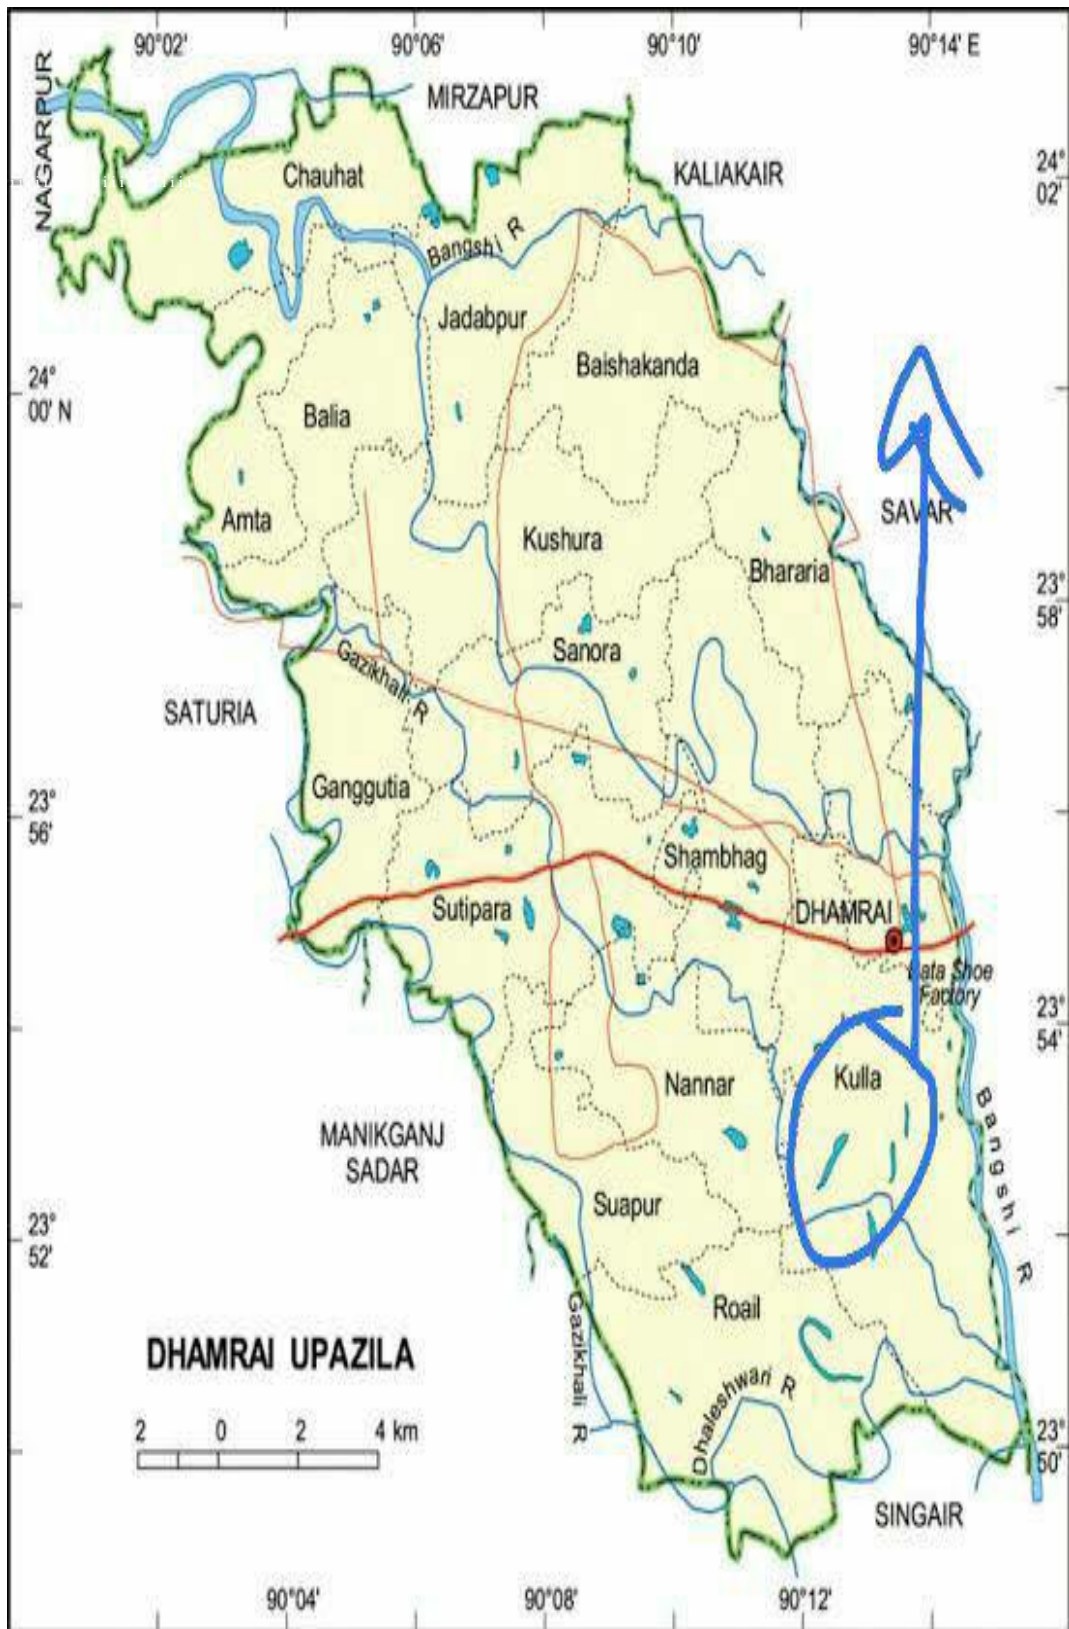 90°02' 90°06' 90°10' 90°14' E
NAGARPUR
MIRZAPUR
KALIAKAIR
24°
02'
Chauhat
Bangshi R
Jadabpur
Baishakanda
24°
00' N
Balia
Amta
SAVAR
Kushura
Bhararia
23°
58'
Sanora
Gazikhali R
SATURIA
Ganggutia
23°
56'
Shambhag
Sutipara
DHAMRAI
Bata Shoe
Factory
23°
54'
Nannar
Kulla
Bangshi R
MANIKGANJ
SADAR
Suapur
23°
52'
Roail
Gazikhali R
DHAMRAI UPAZILA
Dhaleshwari R
2 0 2 4 km
23°
50'
SINGAIR
90°04' 90°08' 90°12'